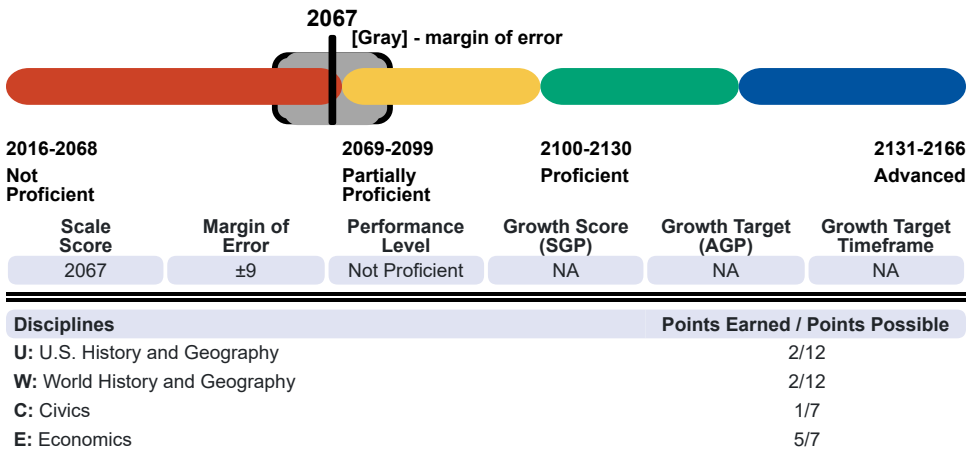 2067
[Gray] - margin of error
2016-2068 2069-2099 2100-2130 2131-2166
Not Proficient Partially Proficient Proficient Advanced
Scale Score Margin of Error Performance Level Growth Score (SGP) Growth Target (AGP) Growth Target Timeframe
2067 ±9 Not Proficient NA NA NA
Disciplines Points Earned / Points Possible
U: U.S. History and Geography 2/12
W: World History and Geography 2/12
C: Civics 1/7
E: Economics 5/7